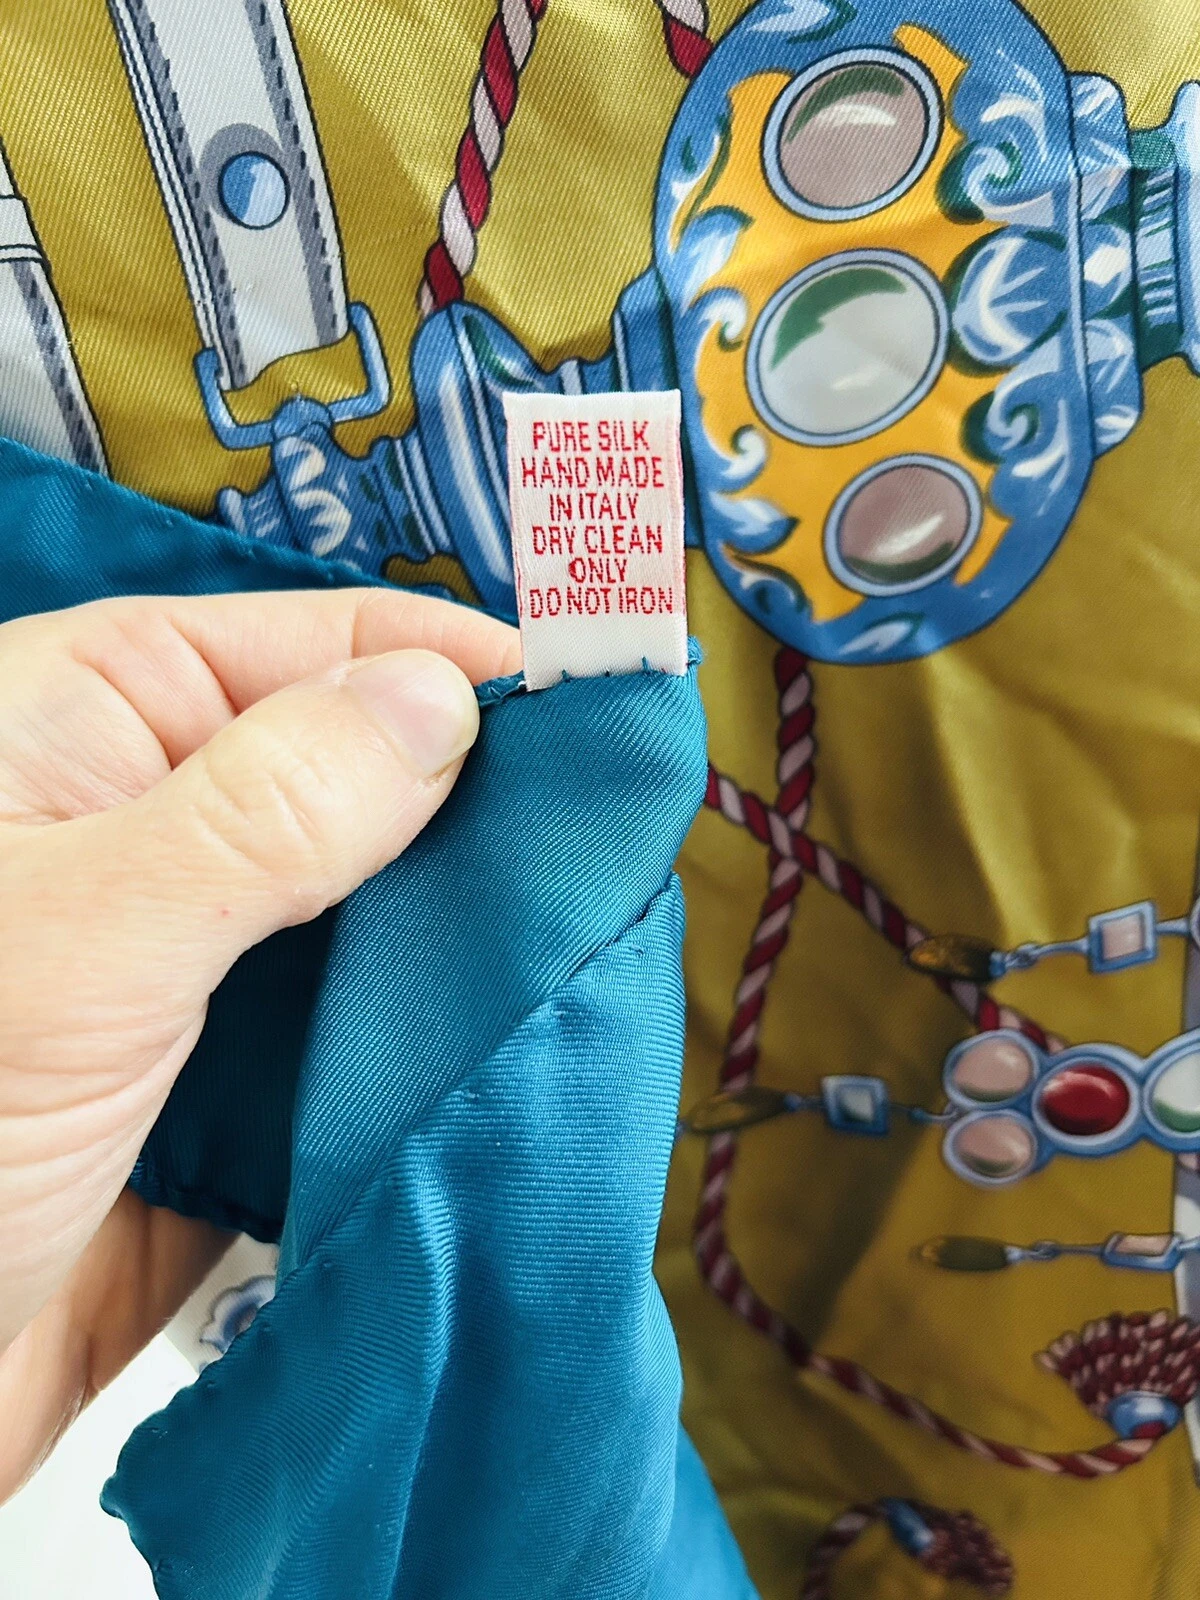 PURE SILK
HAND MADE
IN ITALY
DRY CLEAN
ONLY
DO NOT IRON